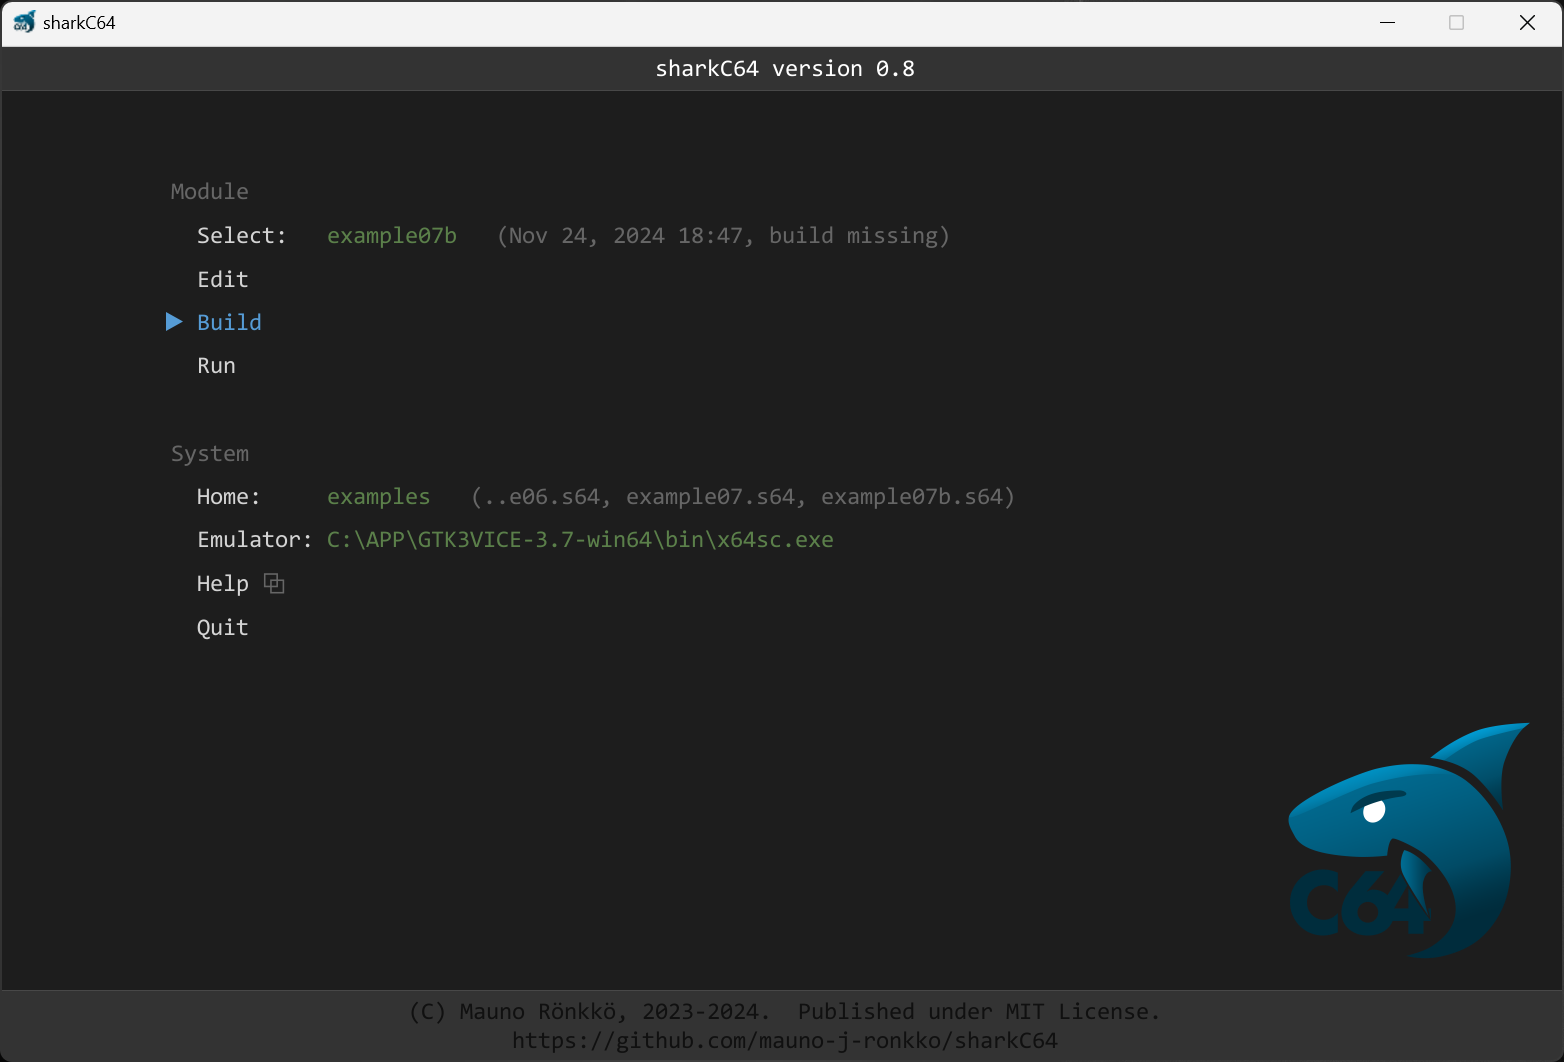 sharkC64
sharkC64 version 0.8
Module
Select: example07b (Nov 24, 2024 18:47, build missing)
Edit
Build
Run
System
Home: examples (..e06.s64, example07.s64, example07b.s64)
Emulator: C:\APP\GTK3VICE-3.7-win64\bin\x64sc.exe
Help
Quit
C64
(C) Mauno Rönkkö, 2023-2024. Published under MIT License.
https://github.com/mauno-j-ronkko/sharkC64